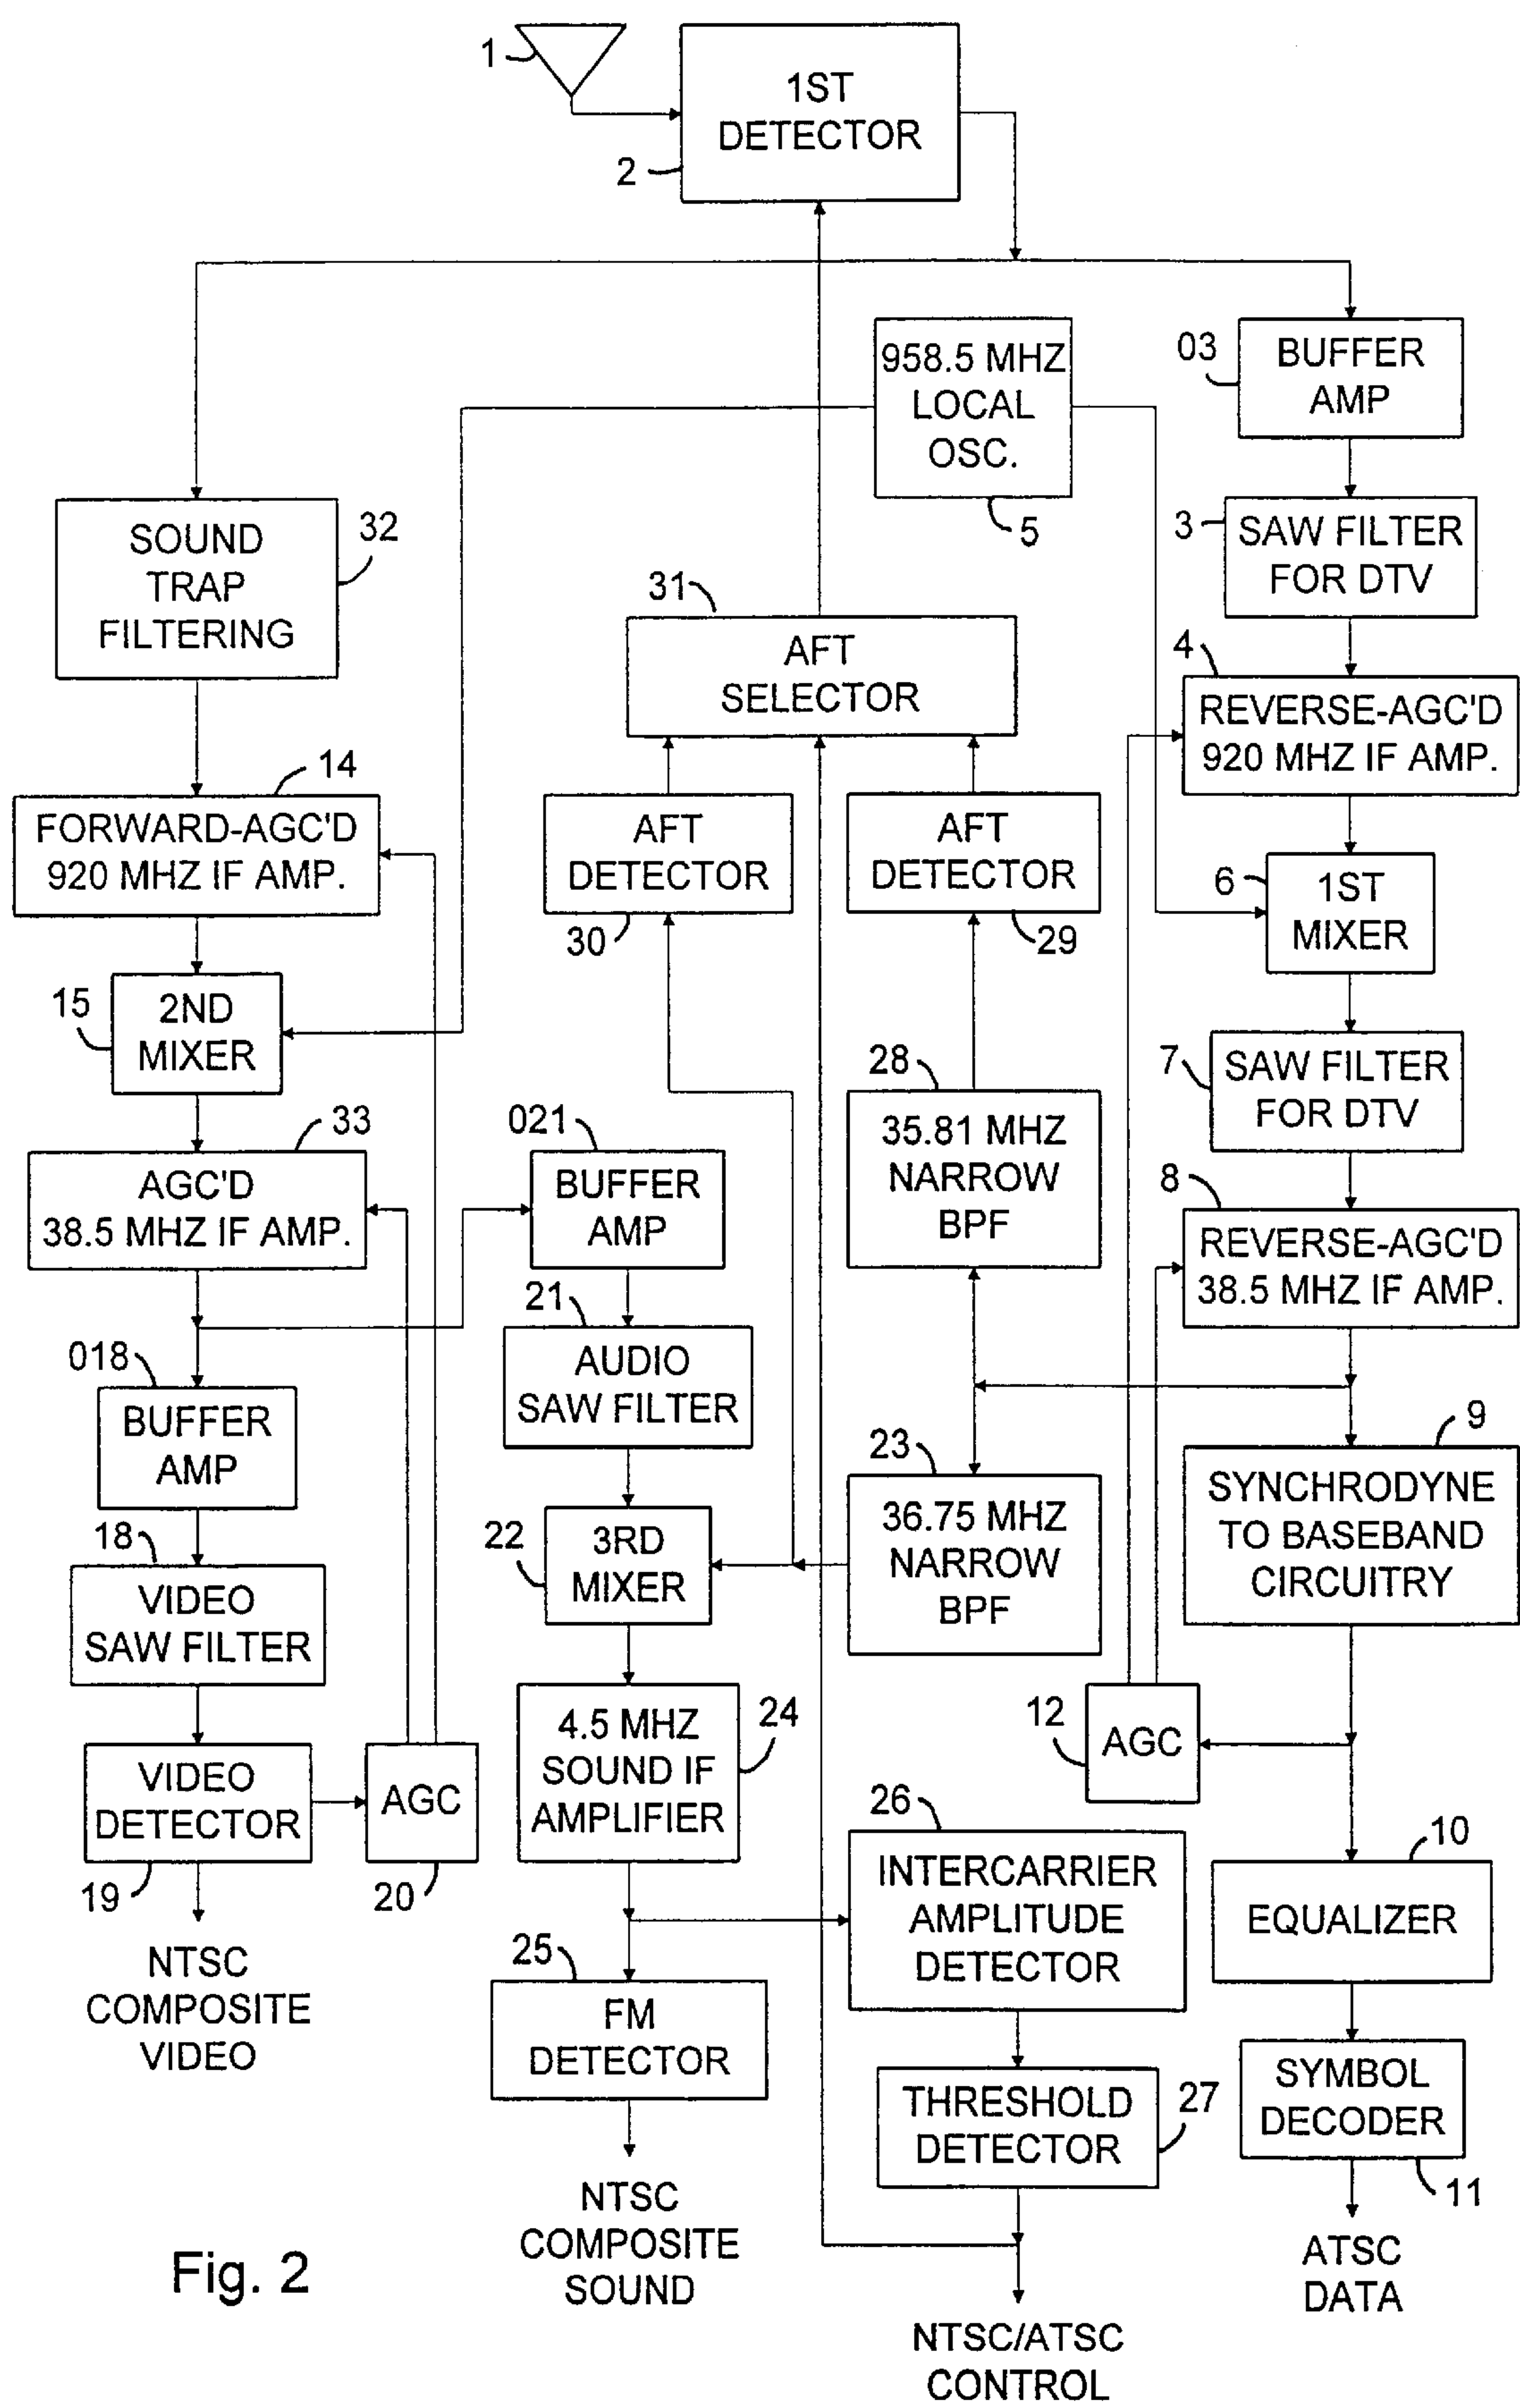 1
1ST
DETECTOR
2
958.5 MHZ
LOCAL
OSC.
5
03
BUFFER
AMP
3
SAW FILTER
FOR DTV
SOUND
TRAP
FILTERING
32
31
AFT
SELECTOR
4
REVERSE-AGC'D
920 MHZ IF AMP.
14
FORWARD-AGC'D
920 MHZ IF AMP.
AFT
DETECTOR
30
AFT
DETECTOR
29
6
1ST
MIXER
15
2ND
MIXER
7
SAW FILTER
FOR DTV
28
35.81 MHZ
NARROW
BPF
33
AGC'D
38.5 MHZ IF AMP.
021
BUFFER
AMP
8
REVERSE-AGC'D
38.5 MHZ IF AMP.
21
AUDIO
SAW FILTER
018
BUFFER
AMP
23
36.75 MHZ
NARROW
BPF
9
SYNCHRODYNE
TO BASEBAND
CIRCUITRY
22
3RD
MIXER
18
VIDEO
SAW FILTER
24
4.5 MHZ
SOUND IF
AMPLIFIER
12
AGC
VIDEO
DETECTOR
19
AGC
20
26
INTERCARRIER
AMPLITUDE
DETECTOR
10
EQUALIZER
NTSC
COMPOSITE
VIDEO
25
FM
DETECTOR
THRESHOLD
DETECTOR
27
SYMBOL
DECODER
11
NTSC
COMPOSITE
SOUND
ATSC
DATA
NTSC/ATSC
CONTROL
Fig. 2